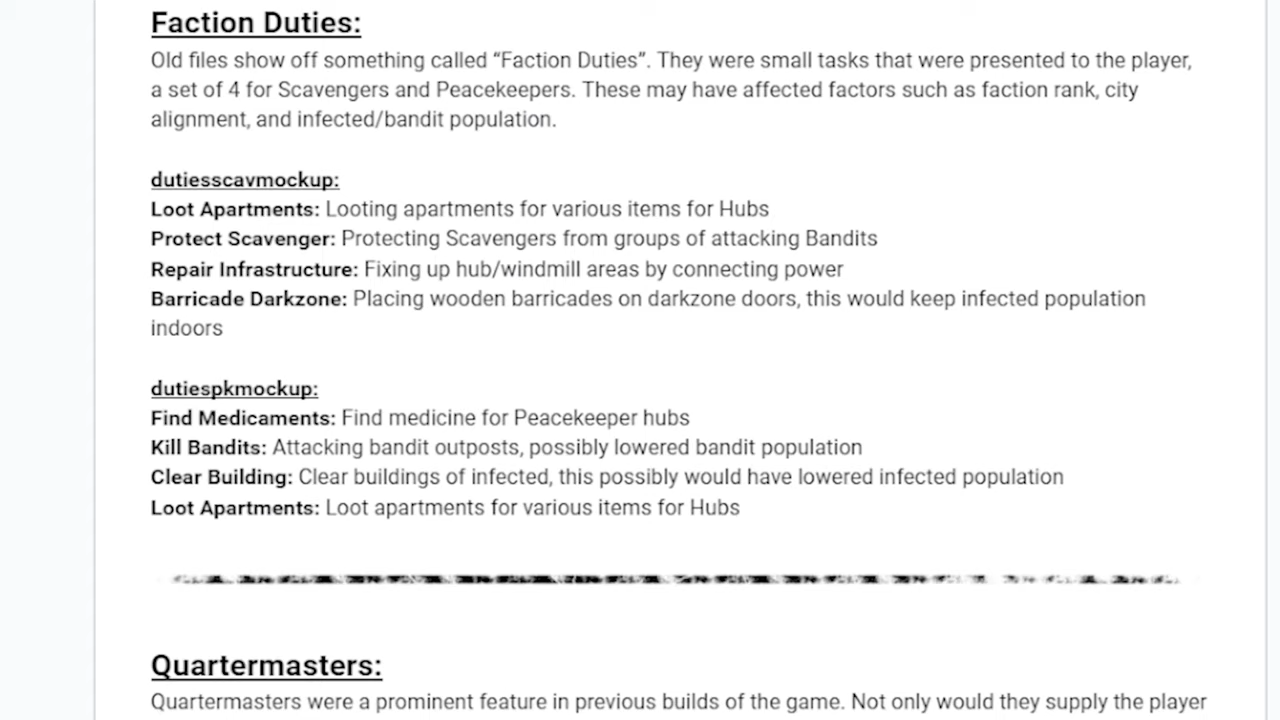 Faction Duties:
Old files show off something called “Faction Duties”. They were small tasks that were presented to the player,
a set of 4 for Scavengers and Peacekeepers. These may have affected factors such as faction rank, city
alignment, and infected/bandit population.
dutiesscavmockup:
Loot Apartments: Looting apartments for various items for Hubs
Protect Scavenger: Protecting Scavengers from groups of attacking Bandits
Repair Infrastructure: Fixing up hub/windmill areas by connecting power
Barricade Darkzone: Placing wooden barricades on darkzone doors, this would keep infected population
indoors
dutiespkmockup:
Find Medicaments: Find medicine for Peacekeeper hubs
Kill Bandits: Attacking bandit outposts, possibly lowered bandit population
Clear Building: Clear buildings of infected, this possibly would have lowered infected population
Loot Apartments: Loot apartments for various items for Hubs
Quartermasters:
Quartermasters were a prominent feature in previous builds of the game. Not only would they supply the player